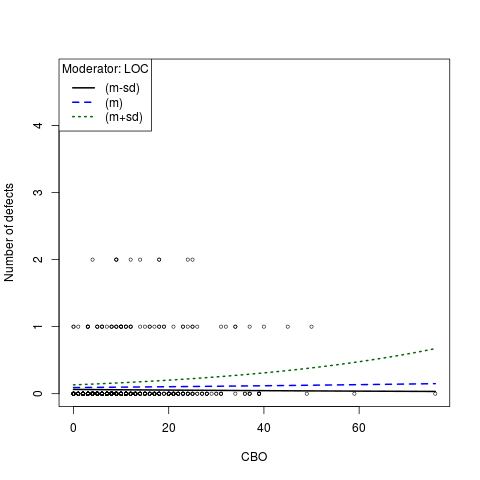 Moderator: LOC
(m-sd)
(m)
(m+sd)
Number of defects
4
3
2
1
0
0 20 40 60
CBO